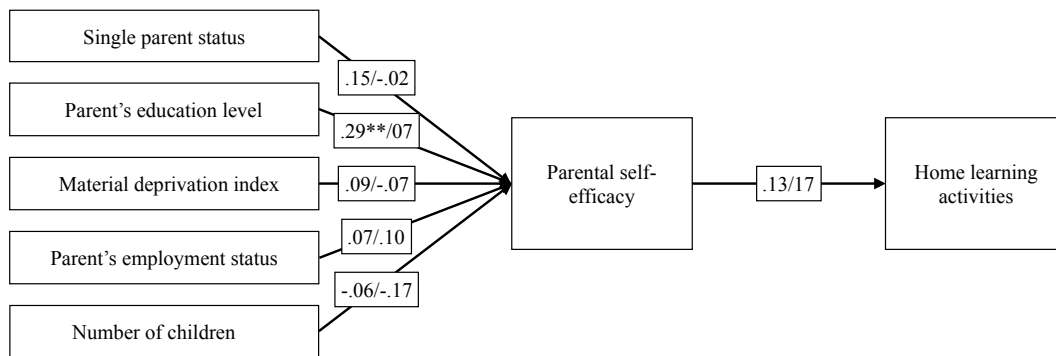 Single parent status
.15/-.02
Parent’s education level
.29**/07
Material deprivation index
.09/-.07
Parent’s employment status
.07/.10
-.06/-.17
Number of children
Parental self-
efficacy
.13/17
Home learning
activities